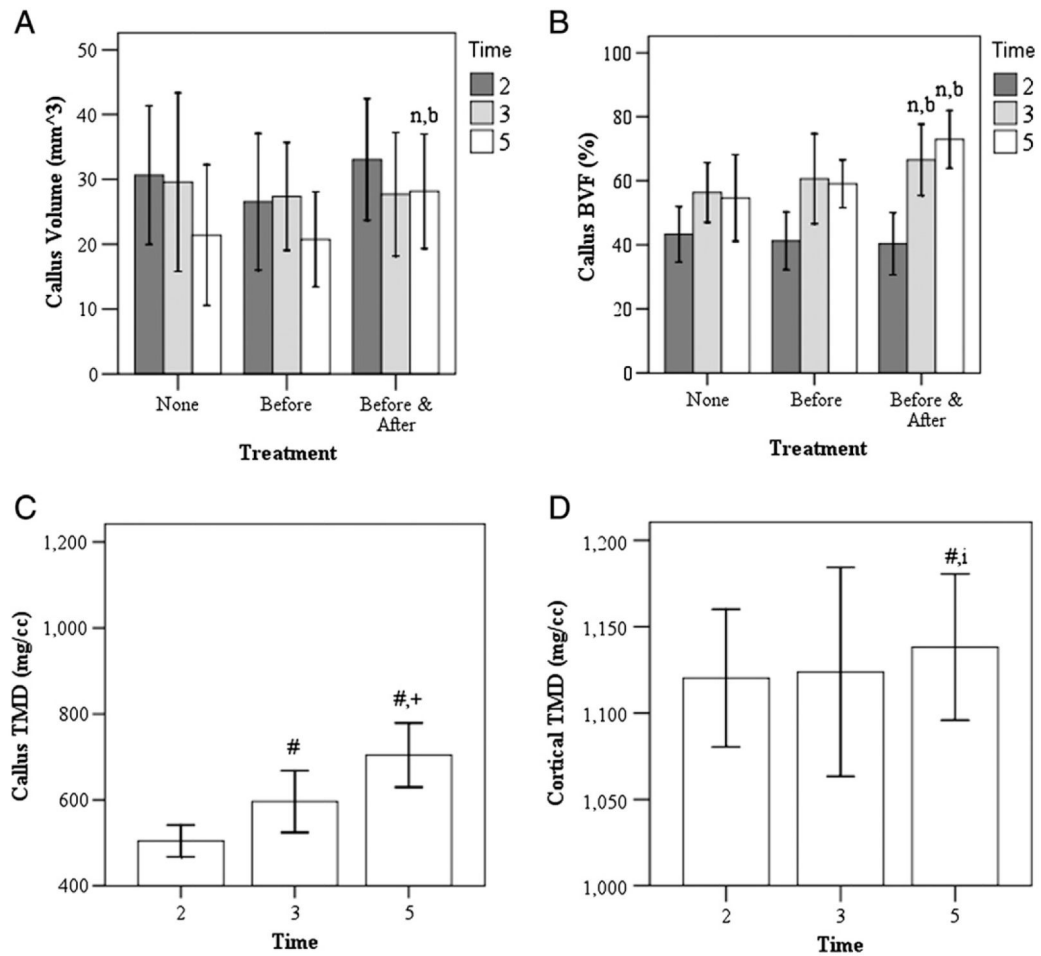 A
Callus Volume (mm^3)
50
40
30
20
10
0
n,b
None
Before
Before &
After
Treatment
Time
2
3
5
B
Callus BVF (%)
100
80
60
40
20
0
n,b
n,b
None
Before
Before &
After
Treatment
Time
2
3
5
C
Callus TMD (mg/cc)
1,200
1,000
800
600
400
#
#,+
2
3
5
Time
D
Cortical TMD (mg/cc)
1,200
1,150
1,100
1,050
1,000
#,i
2
3
5
Time